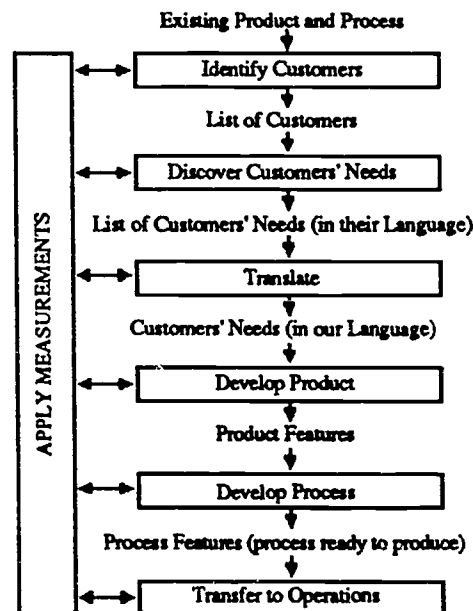 Existing Product and Process
Identify Customers
List of Customers
Discover Customers' Needs
List of Customers' Needs (in their Language)
Translate
Customers' Needs (in our Language)
Develop Product
Product Features
Develop Process
Process Features (process ready to produce)
Transfer to Operations
APPLY MEASUREMENTS